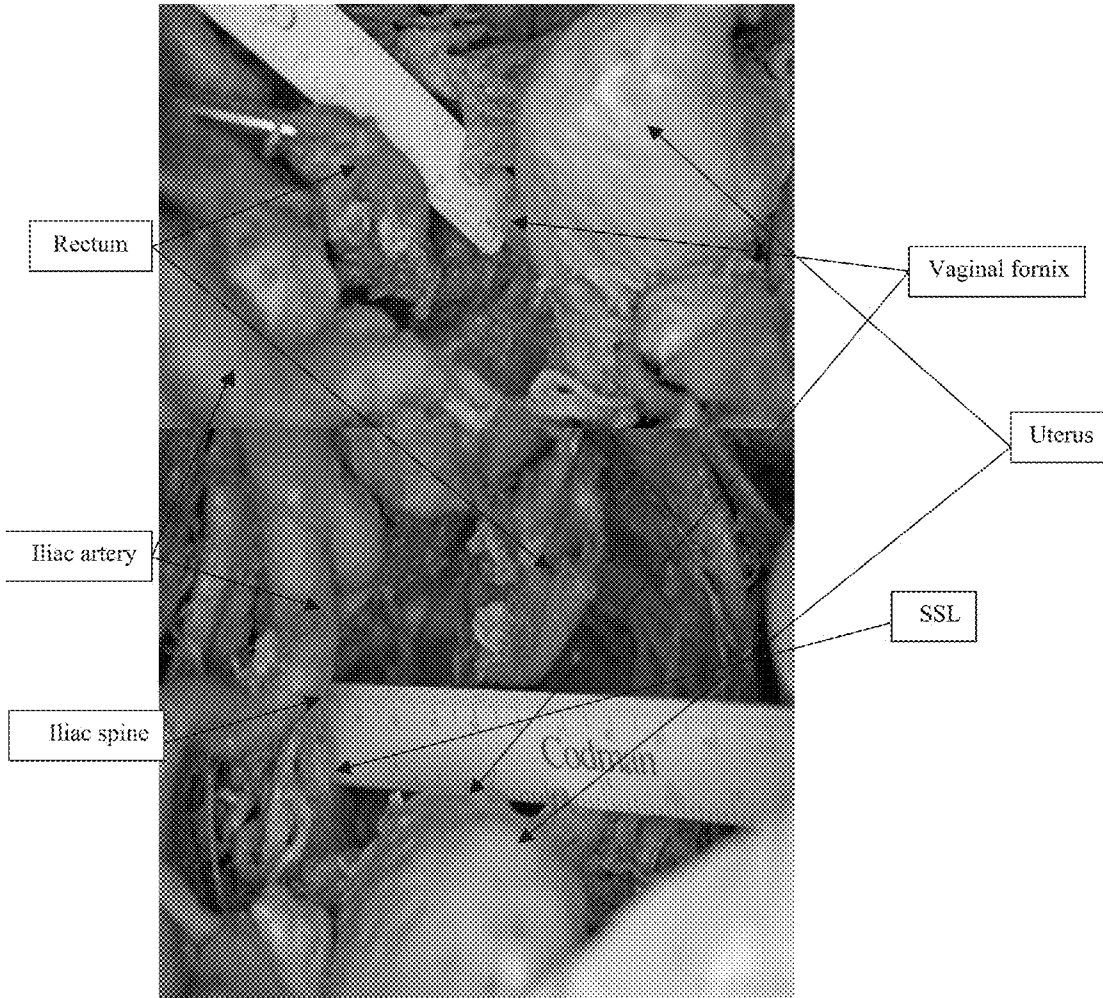 Rectum
Vaginal fornix
Uterus
Iliac artery
SSL
Iliac spine
Codman